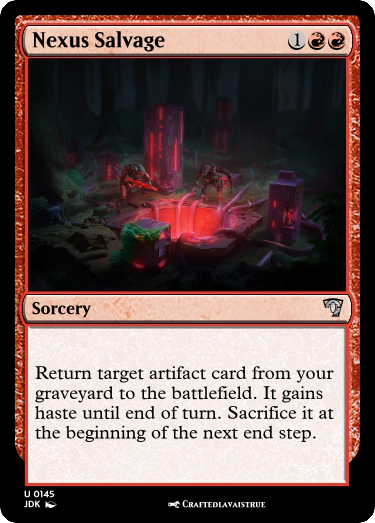 Nexus Salvage 1
Sorcery
Return target artifact card from your
graveyard to the battlefield. It gains
haste until end of turn. Sacrifice it at
the beginning of the next end step.
U 0145
JDK CRAFTEDLAVAISTRUE